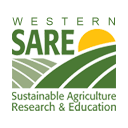 WESTERN
SARE
Sustainable Agriculture
Research & Education